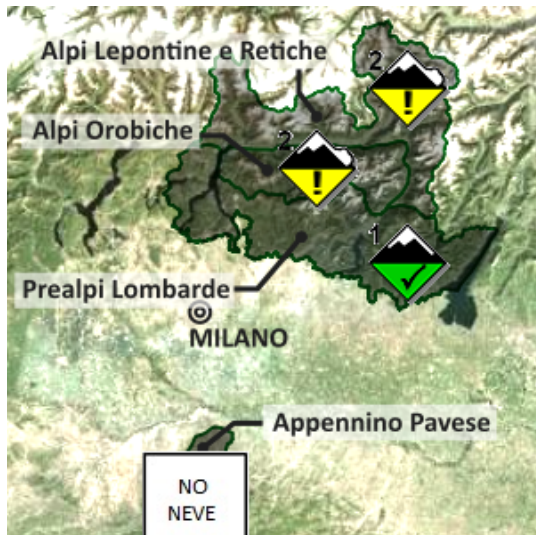 Alpi Lepontine e Retiche
2
Alpi Orobiche
2
1
Prealpi Lombarde
MILANO
Appennino Pavese
NO
NEVE